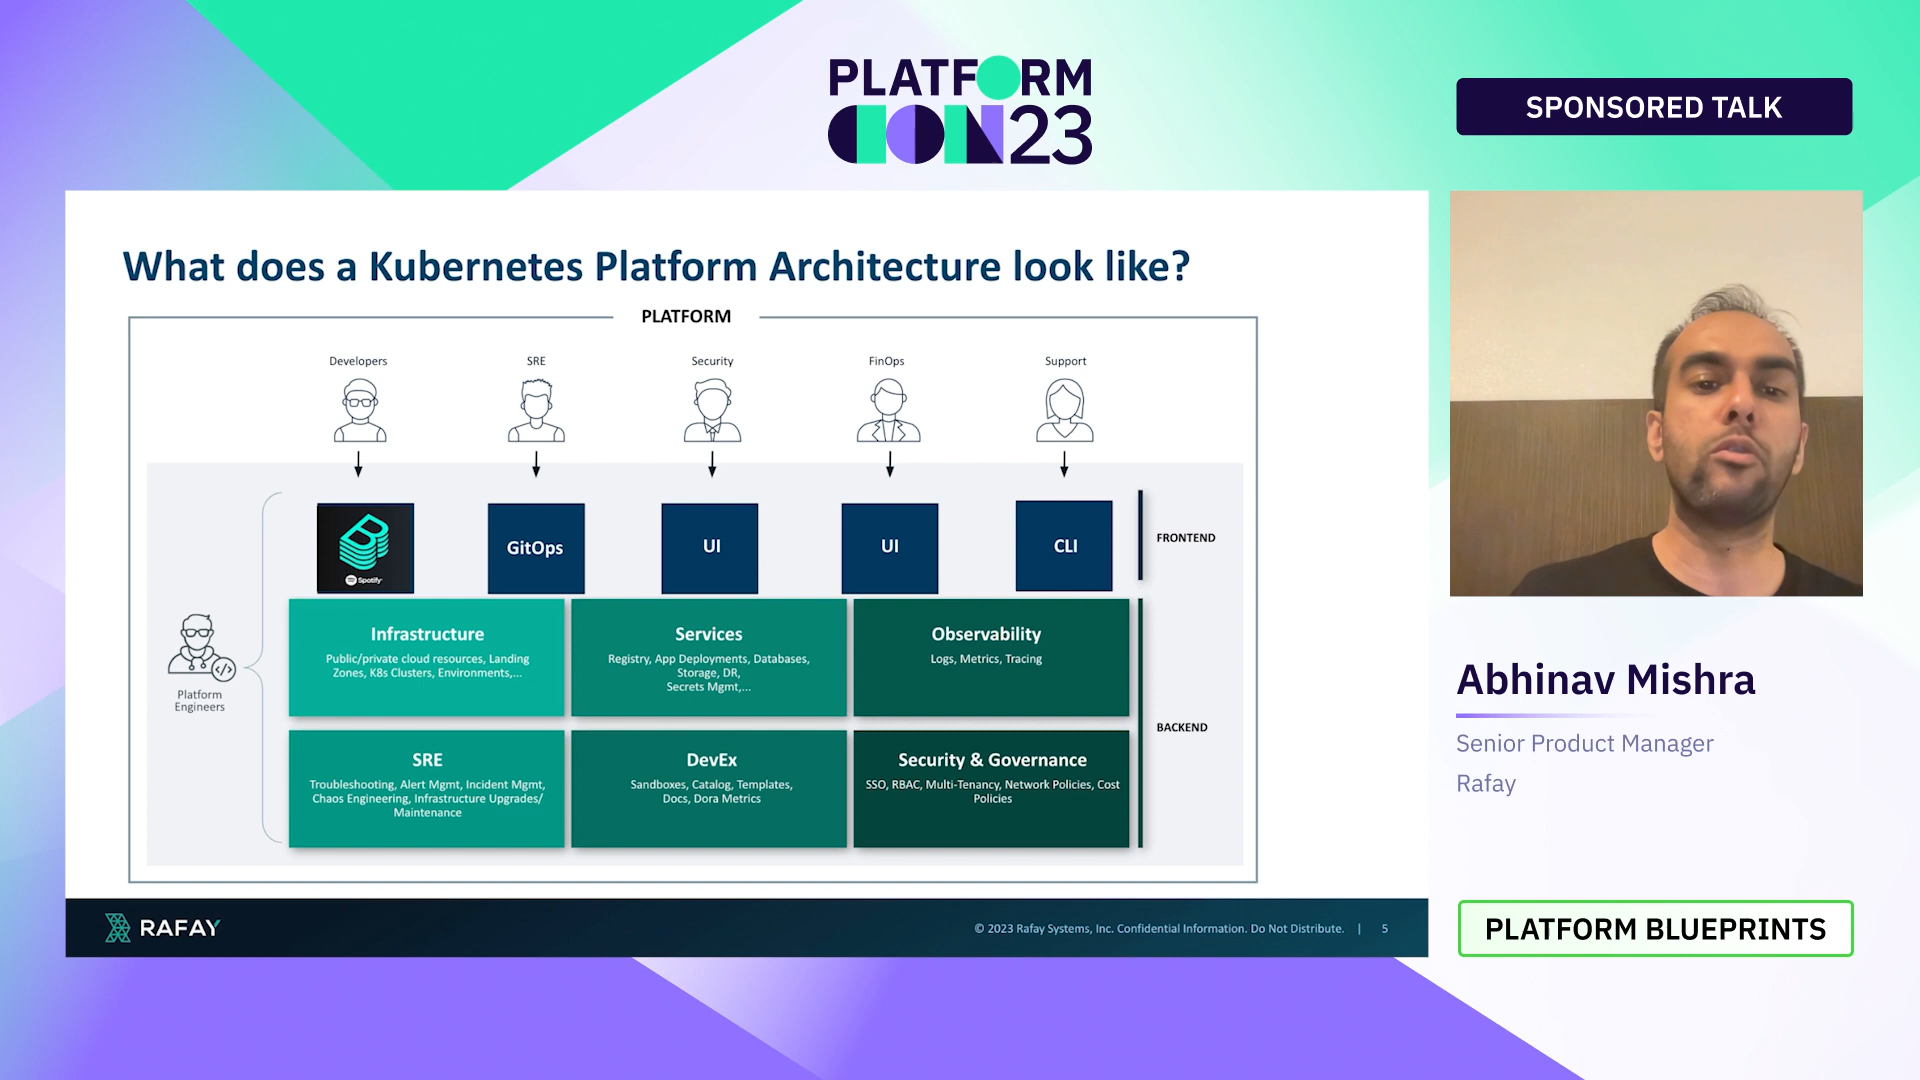 PLATFORM
CON23
SPONSORED TALK
What does a Kubernetes Platform Architecture look like?
PLATFORM
Developers
SRE
Security
FinOps
Support
Spotify
GitOps
UI
UI
CLI
FRONTEND
Platform
Engineers
Infrastructure
Public/private cloud resources, Landing
Zones, K8s Clusters, Environments,...
Services
Registry, App Deployments, Databases,
Storage, DR,
Secrets Mgmt,...
Observability
Logs, Metrics, Tracing
BACKEND
SRE
Troubleshooting, Alert Mgmt, Incident Mgmt,
Chaos Engineering, Infrastructure Upgrades/
Maintenance
DevEx
Sandboxes, Catalog, Templates,
Docs, Dora Metrics
Security & Governance
SSO, RBAC, Multi-Tenancy, Network Policies, Cost
Policies
RAFAY
© 2023 Rafay Systems, Inc. Confidential Information. Do Not Distribute. | 5
Abhinav Mishra
Senior Product Manager
Rafay
PLATFORM BLUEPRINTS